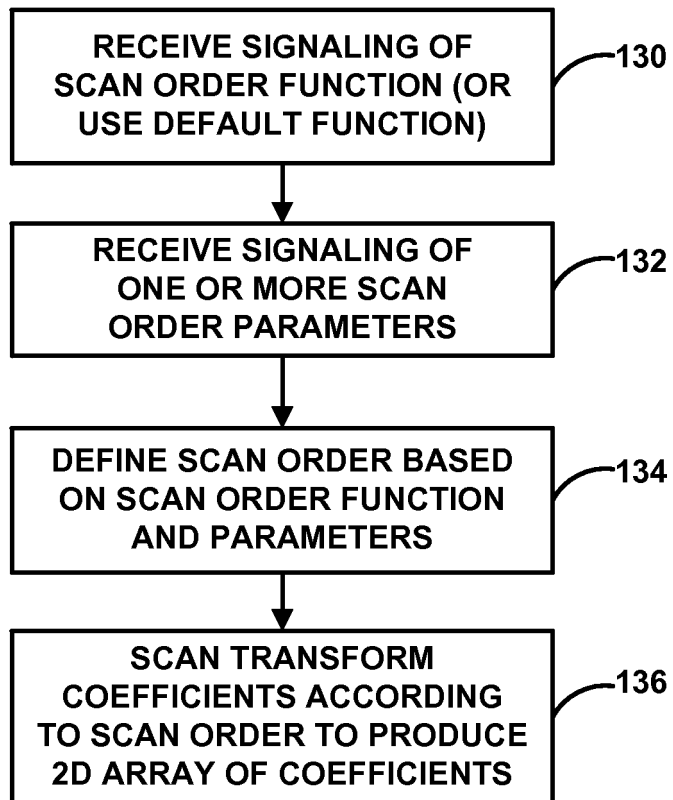 RECEIVE SIGNALING OF
SCAN ORDER FUNCTION (OR
USE DEFAULT FUNCTION)
130
RECEIVE SIGNALING OF
ONE OR MORE SCAN
ORDER PARAMETERS
132
DEFINE SCAN ORDER BASED
ON SCAN ORDER FUNCTION
AND PARAMETERS
134
SCAN TRANSFORM
COEFFICIENTS ACCORDING
TO SCAN ORDER TO PRODUCE
2D ARRAY OF COEFFICIENTS
136